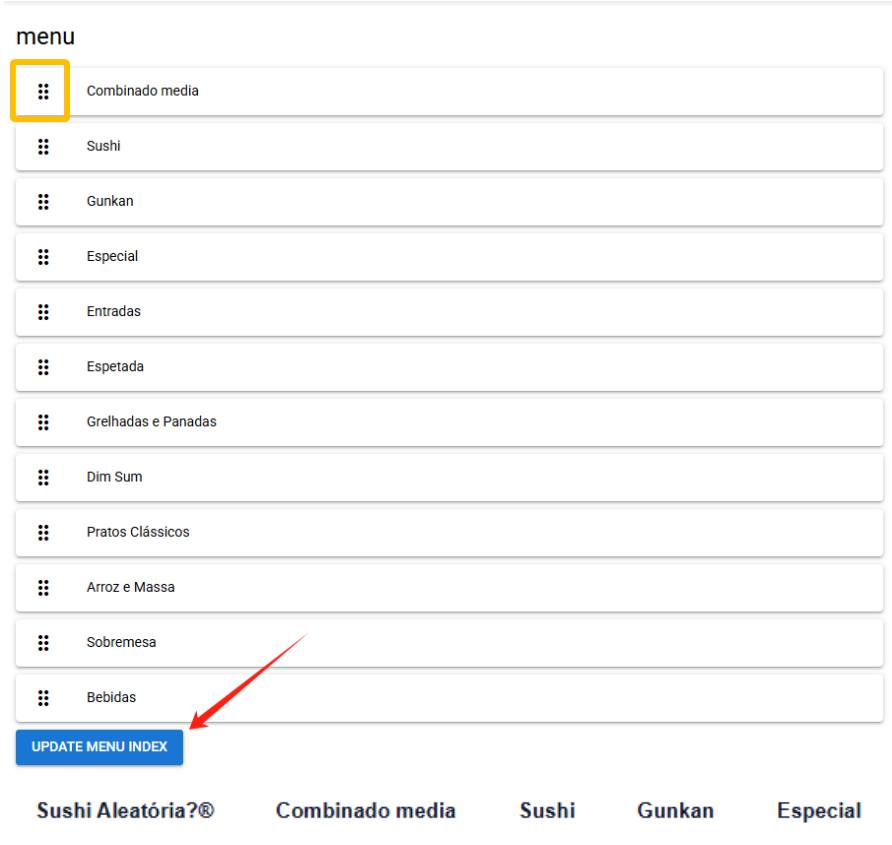 menu
Combinado media
Sushi
Gunkan
Especial
Entradas
Espetada
Grelhadas e Panadas
Dim Sum
Pratos Clássicos
Arroz e Massa
Sobremesa
Bebidas
UPDATE MENU INDEX
Sushi Aleatória?® Combinado media Sushi Gunkan Especial